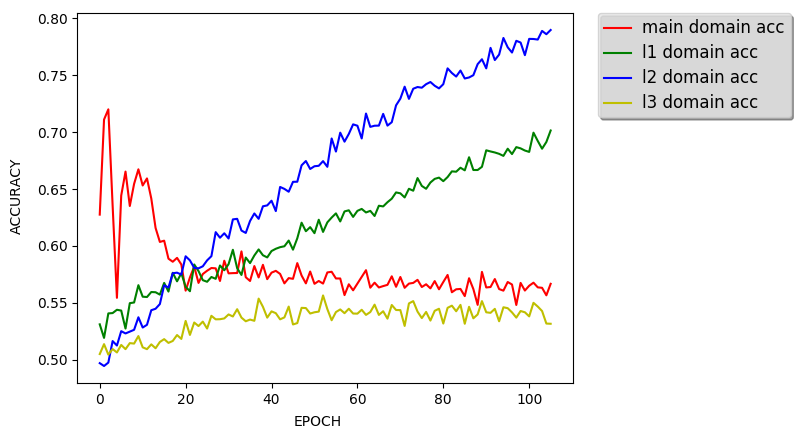 0.80
0.75
0.70
0.65
0.60
0.55
0.50
ACCURACY
0
20
40
60
80
100
EPOCH
main domain acc
l1 domain acc
l2 domain acc
l3 domain acc